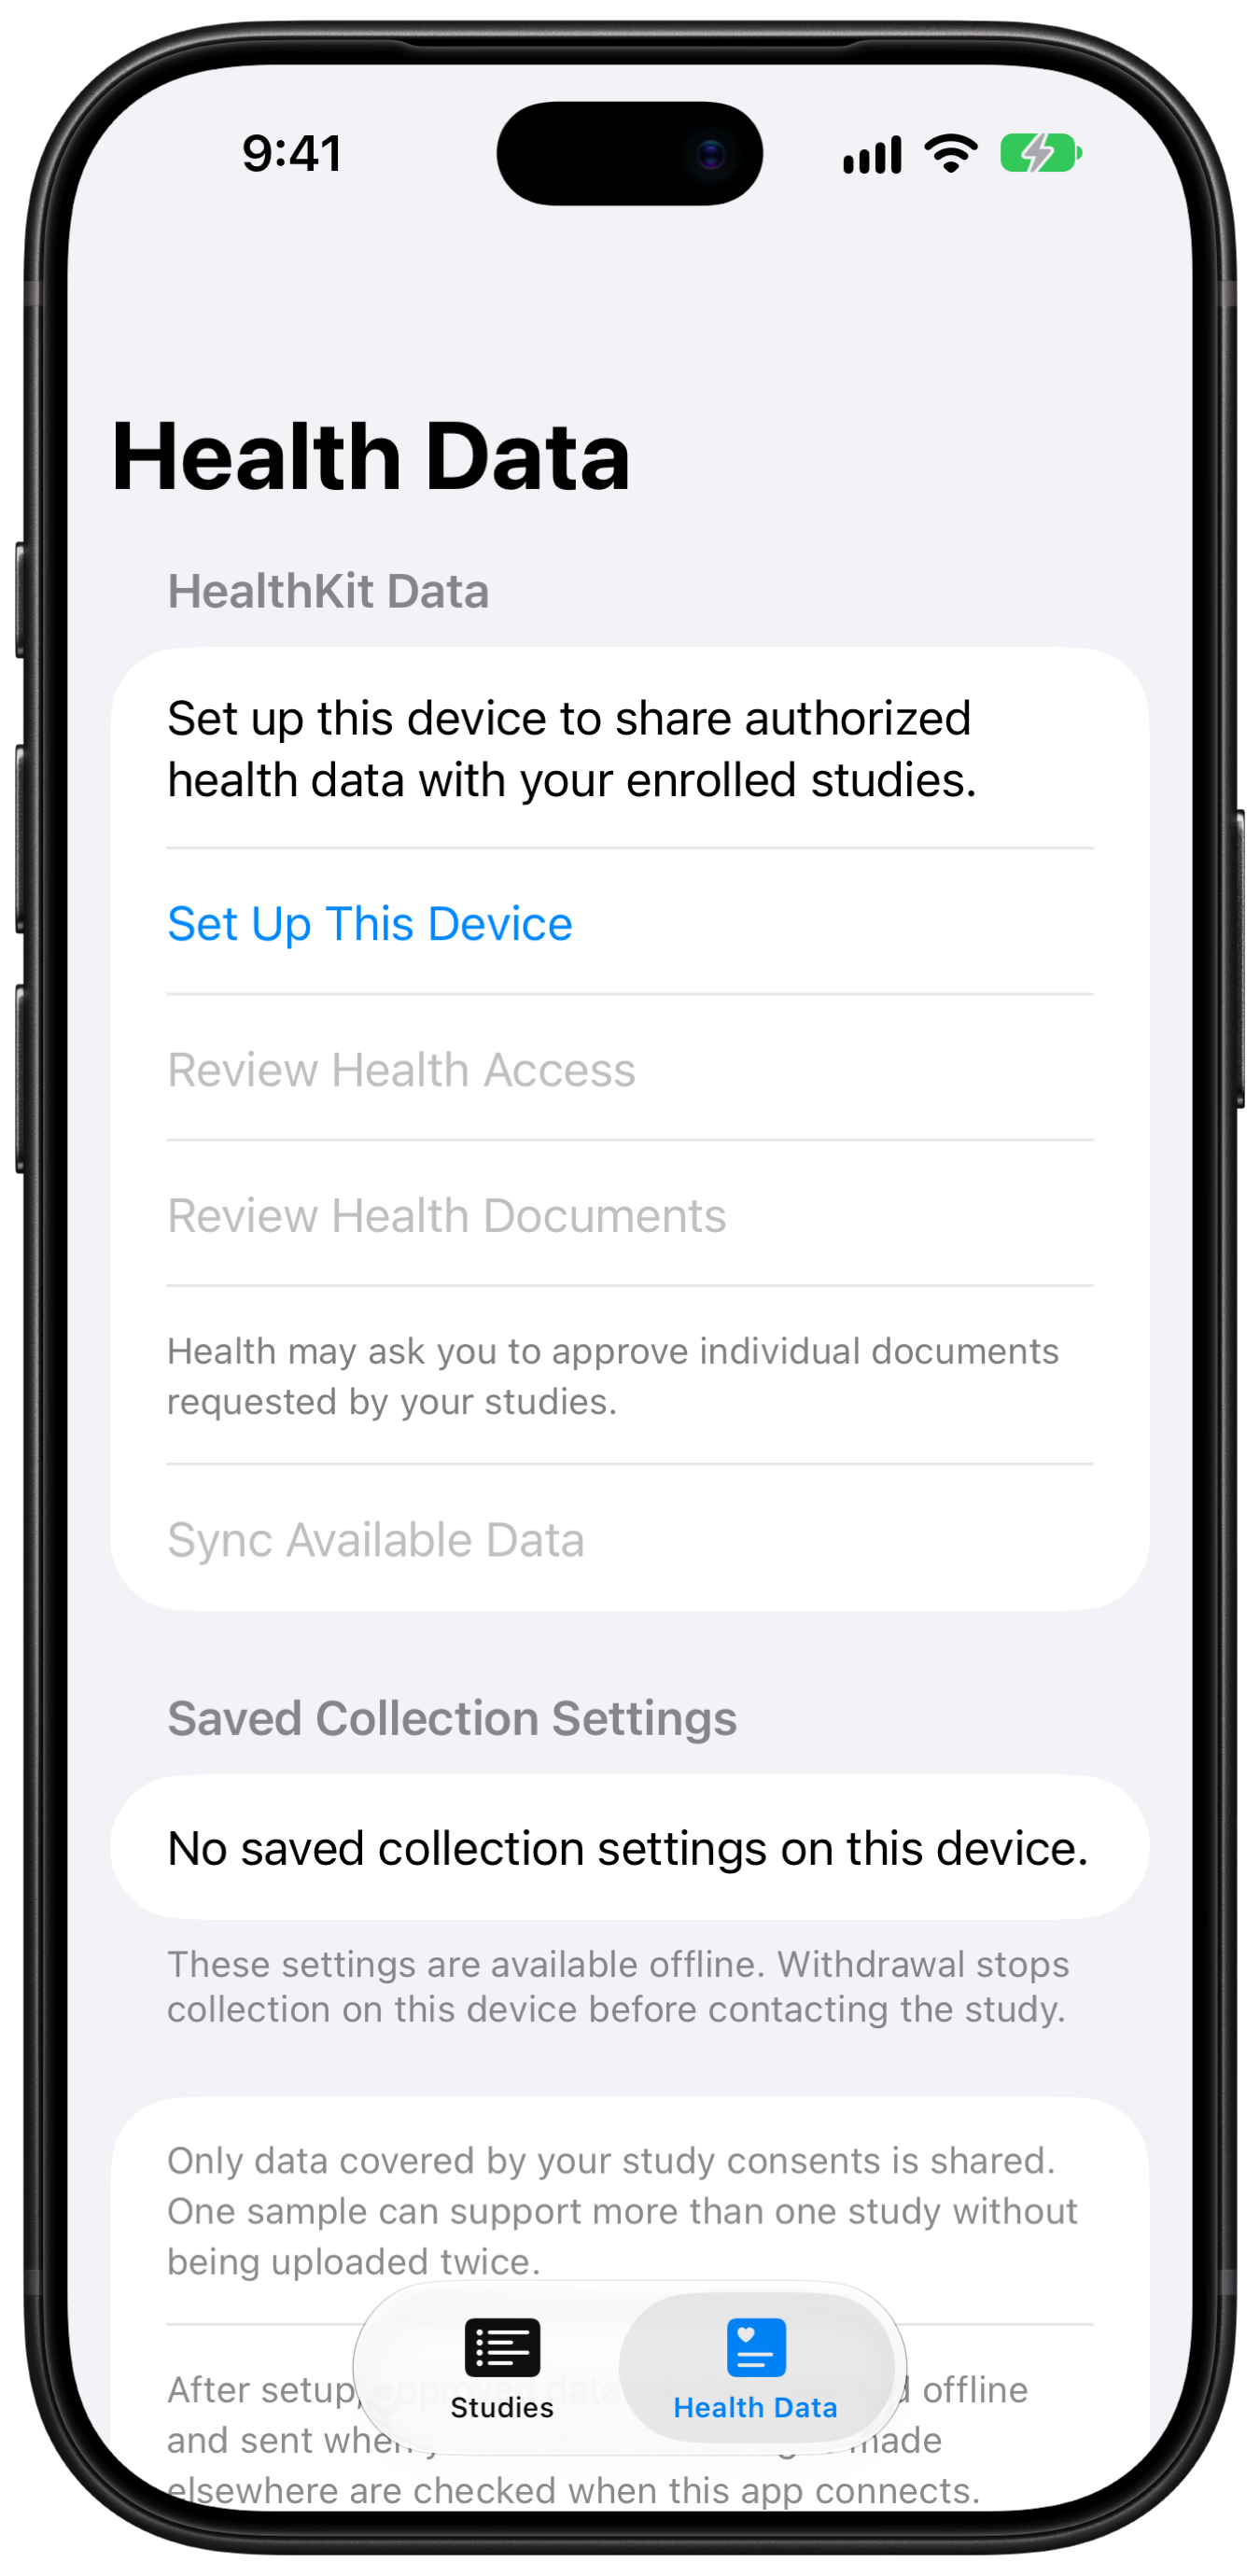 9:41
Health Data
HealthKit Data
Set up this device to share authorized
health data with your enrolled studies.
Set Up This Device
Review Health Access
Review Health Documents
Health may ask you to approve individual documents
requested by your studies.
Sync Available Data
Saved Collection Settings
No saved collection settings on this device.
These settings are available offline. Withdrawal stops
collection on this device before contacting the study.
Only data covered by your study consents is shared.
One sample can support more than one study without
being uploaded twice.
After setup, approved data offline
and sent when made
elsewhere are checked when this app connects.
Studies
Health Data